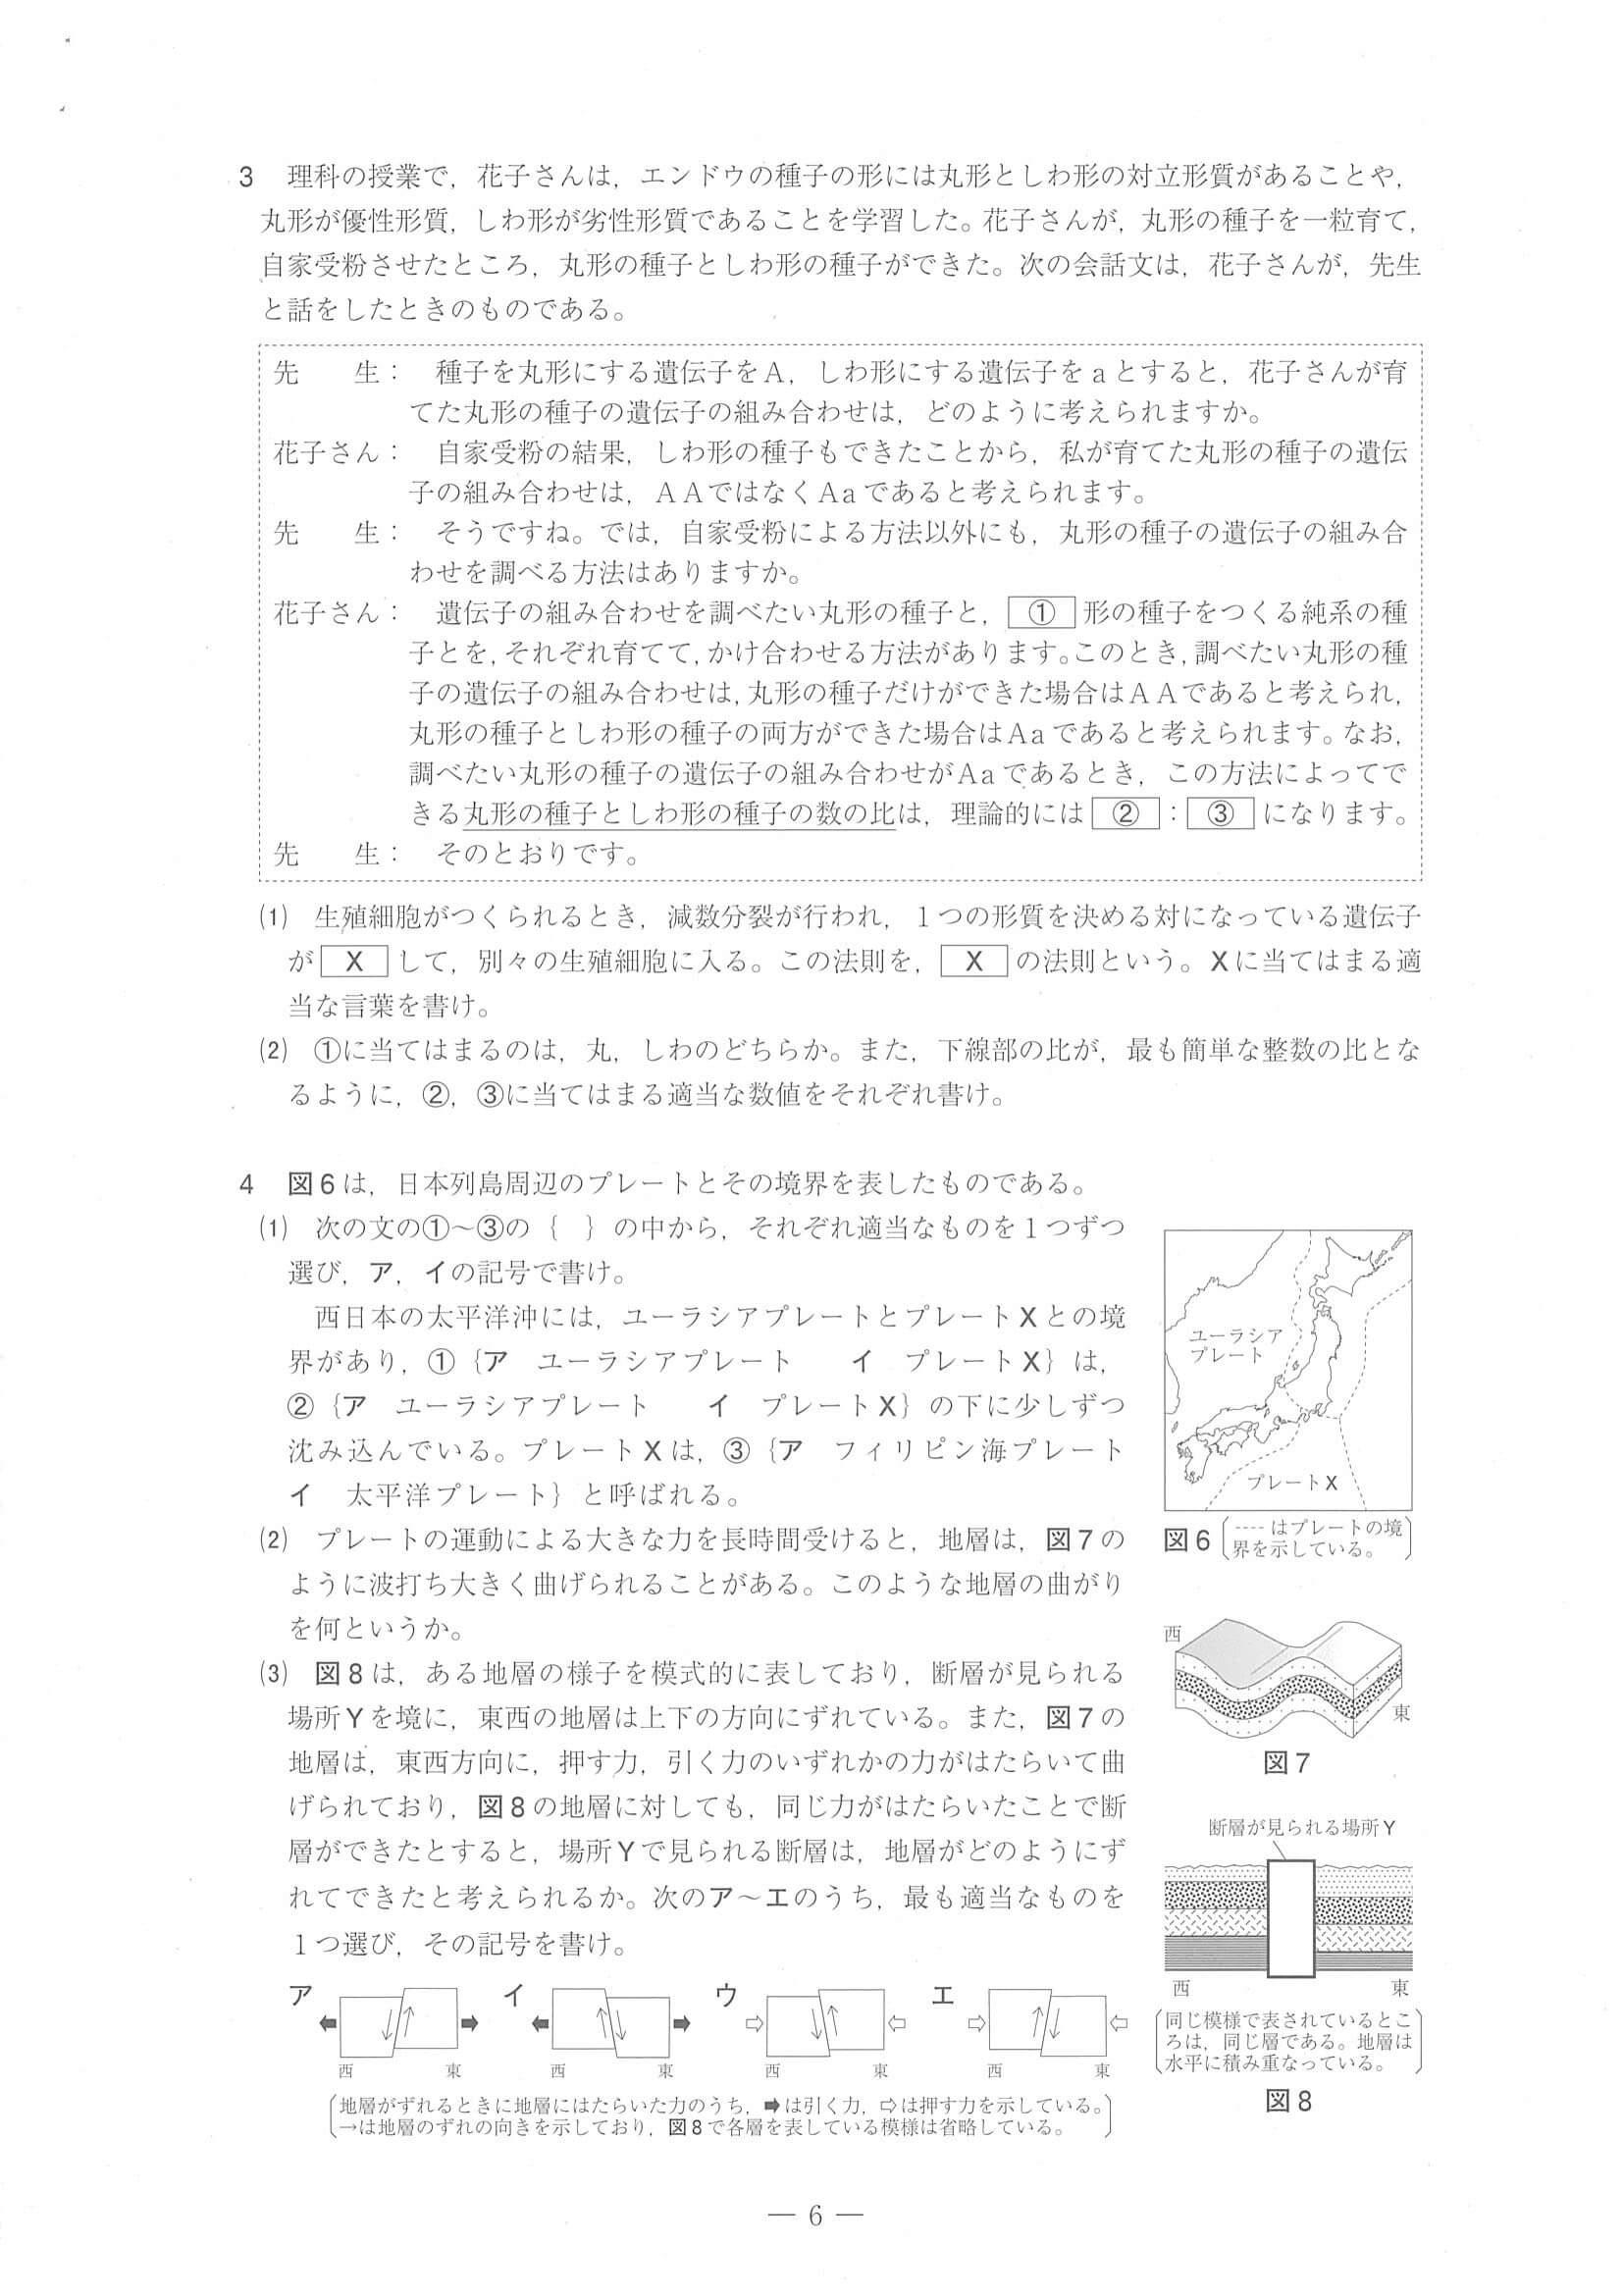 3　理科の授業で，花子さんは，エンドウの種子の形には丸形としわ形の対立形質があることや，
丸形が優性形質，しわ形が劣性形質であることを学習した。花子さんが，丸形の種子を一粒育て，
自家受粉させたところ，丸形の種子としわ形の種子ができた。次の会話文は，花子さんが，先生
と話をしたときのものである。
先　　生：　種子を丸形にする遺伝子をA，しわ形にする遺伝子をaとすると，花子さんが育
てた丸形の種子の遺伝子の組み合わせは，どのように考えられますか。
花子さん：　自家受粉の結果，しわ形の種子もできたことから，私が育てた丸形の種子の遺伝
子の組み合わせは，AAではなくAaであると考えられます。
先　　生：　そうですね。では，自家受粉による方法以外にも，丸形の種子の遺伝子の組み合
わせを調べる方法はありますか。
花子さん：　遺伝子の組み合わせを調べたい丸形の種子と，①形の種子をつくる純系の種
子とを，それぞれ育てて，かけ合わせる方法があります。このとき，調べたい丸形の種
子の遺伝子の組み合わせは，丸形の種子だけができた場合はAAであると考えられ，
丸形の種子としわ形の種子の両方ができた場合はAaであると考えられます。なお，
調べたい丸形の種子の遺伝子の組み合わせがAaであるとき，この方法によってで
きる丸形の種子としわ形の種子の数の比は，理論的には②：③になります。
先　　生：　そのとおりです。
(1)　生殖細胞がつくられるとき，減数分裂が行われ，1つの形質を決める対になっている遺伝子
がXして，別々の生殖細胞に入る。この法則を，Xの法則という。Xに当てはまる適
当な言葉を書け。
(2)　①に当てはまるのは，丸，しわのどちらか。また，下線部の比が，最も簡単な整数の比とな
るように，②，③に当てはまる適当な数値をそれぞれ書け。
4　図6は，日本列島周辺のプレートとその境界を表したものである。
(1)　次の文の①～③の｛　｝の中から，それぞれ適当なものを1つずつ
選び，ア，イの記号で書け。
西日本の太平洋沖には，ユーラシアプレートとプレートXとの境
界があり，①｛ア　ユーラシアプレート　　イ　プレートX｝は，
②｛ア　ユーラシアプレート　　イ　プレートX｝の下に少しずつ
沈み込んでいる。プレートXは，③｛ア　フィリピン海プレート
イ　太平洋プレート｝と呼ばれる。
(2)　プレートの運動による大きな力を長時間受けると，地層は，図7の
ように波打ち大きく曲げられることがある。このような地層の曲がり
を何というか。
(3)　図8は，ある地層の様子を模式的に表しており，断層が見られる
場所Yを境に，東西の地層は上下の方向にずれている。また，図7の
地層は，東西方向に，押す力，引く力のいずれかの力がはたらいて曲
げられており，図8の地層に対しても，同じ力がはたらいたことで断
層ができたとすると，場所Yで見られる断層は，地層がどのようにず
れてできたと考えられるか。次のア～エのうち，最も適当なものを
1つ選び，その記号を書け。
ア　イ　ウ　エ
西　東　西　東　西　東　西　東
地層がずれるときに地層にはたらいた力のうち，➡は引く力，⇨は押す力を示している。
→は地層のずれの向きを示しており，図8で各層を表している模様は省略している。
ユーラシア
プレート
プレートX
図6　----はプレートの境
界を示している。
西
東
図7
断層が見られる場所Y
西　東
同じ模様で表されているとこ
ろは，同じ層である。地層は
水平に積み重なっている。
図8
— 6 —